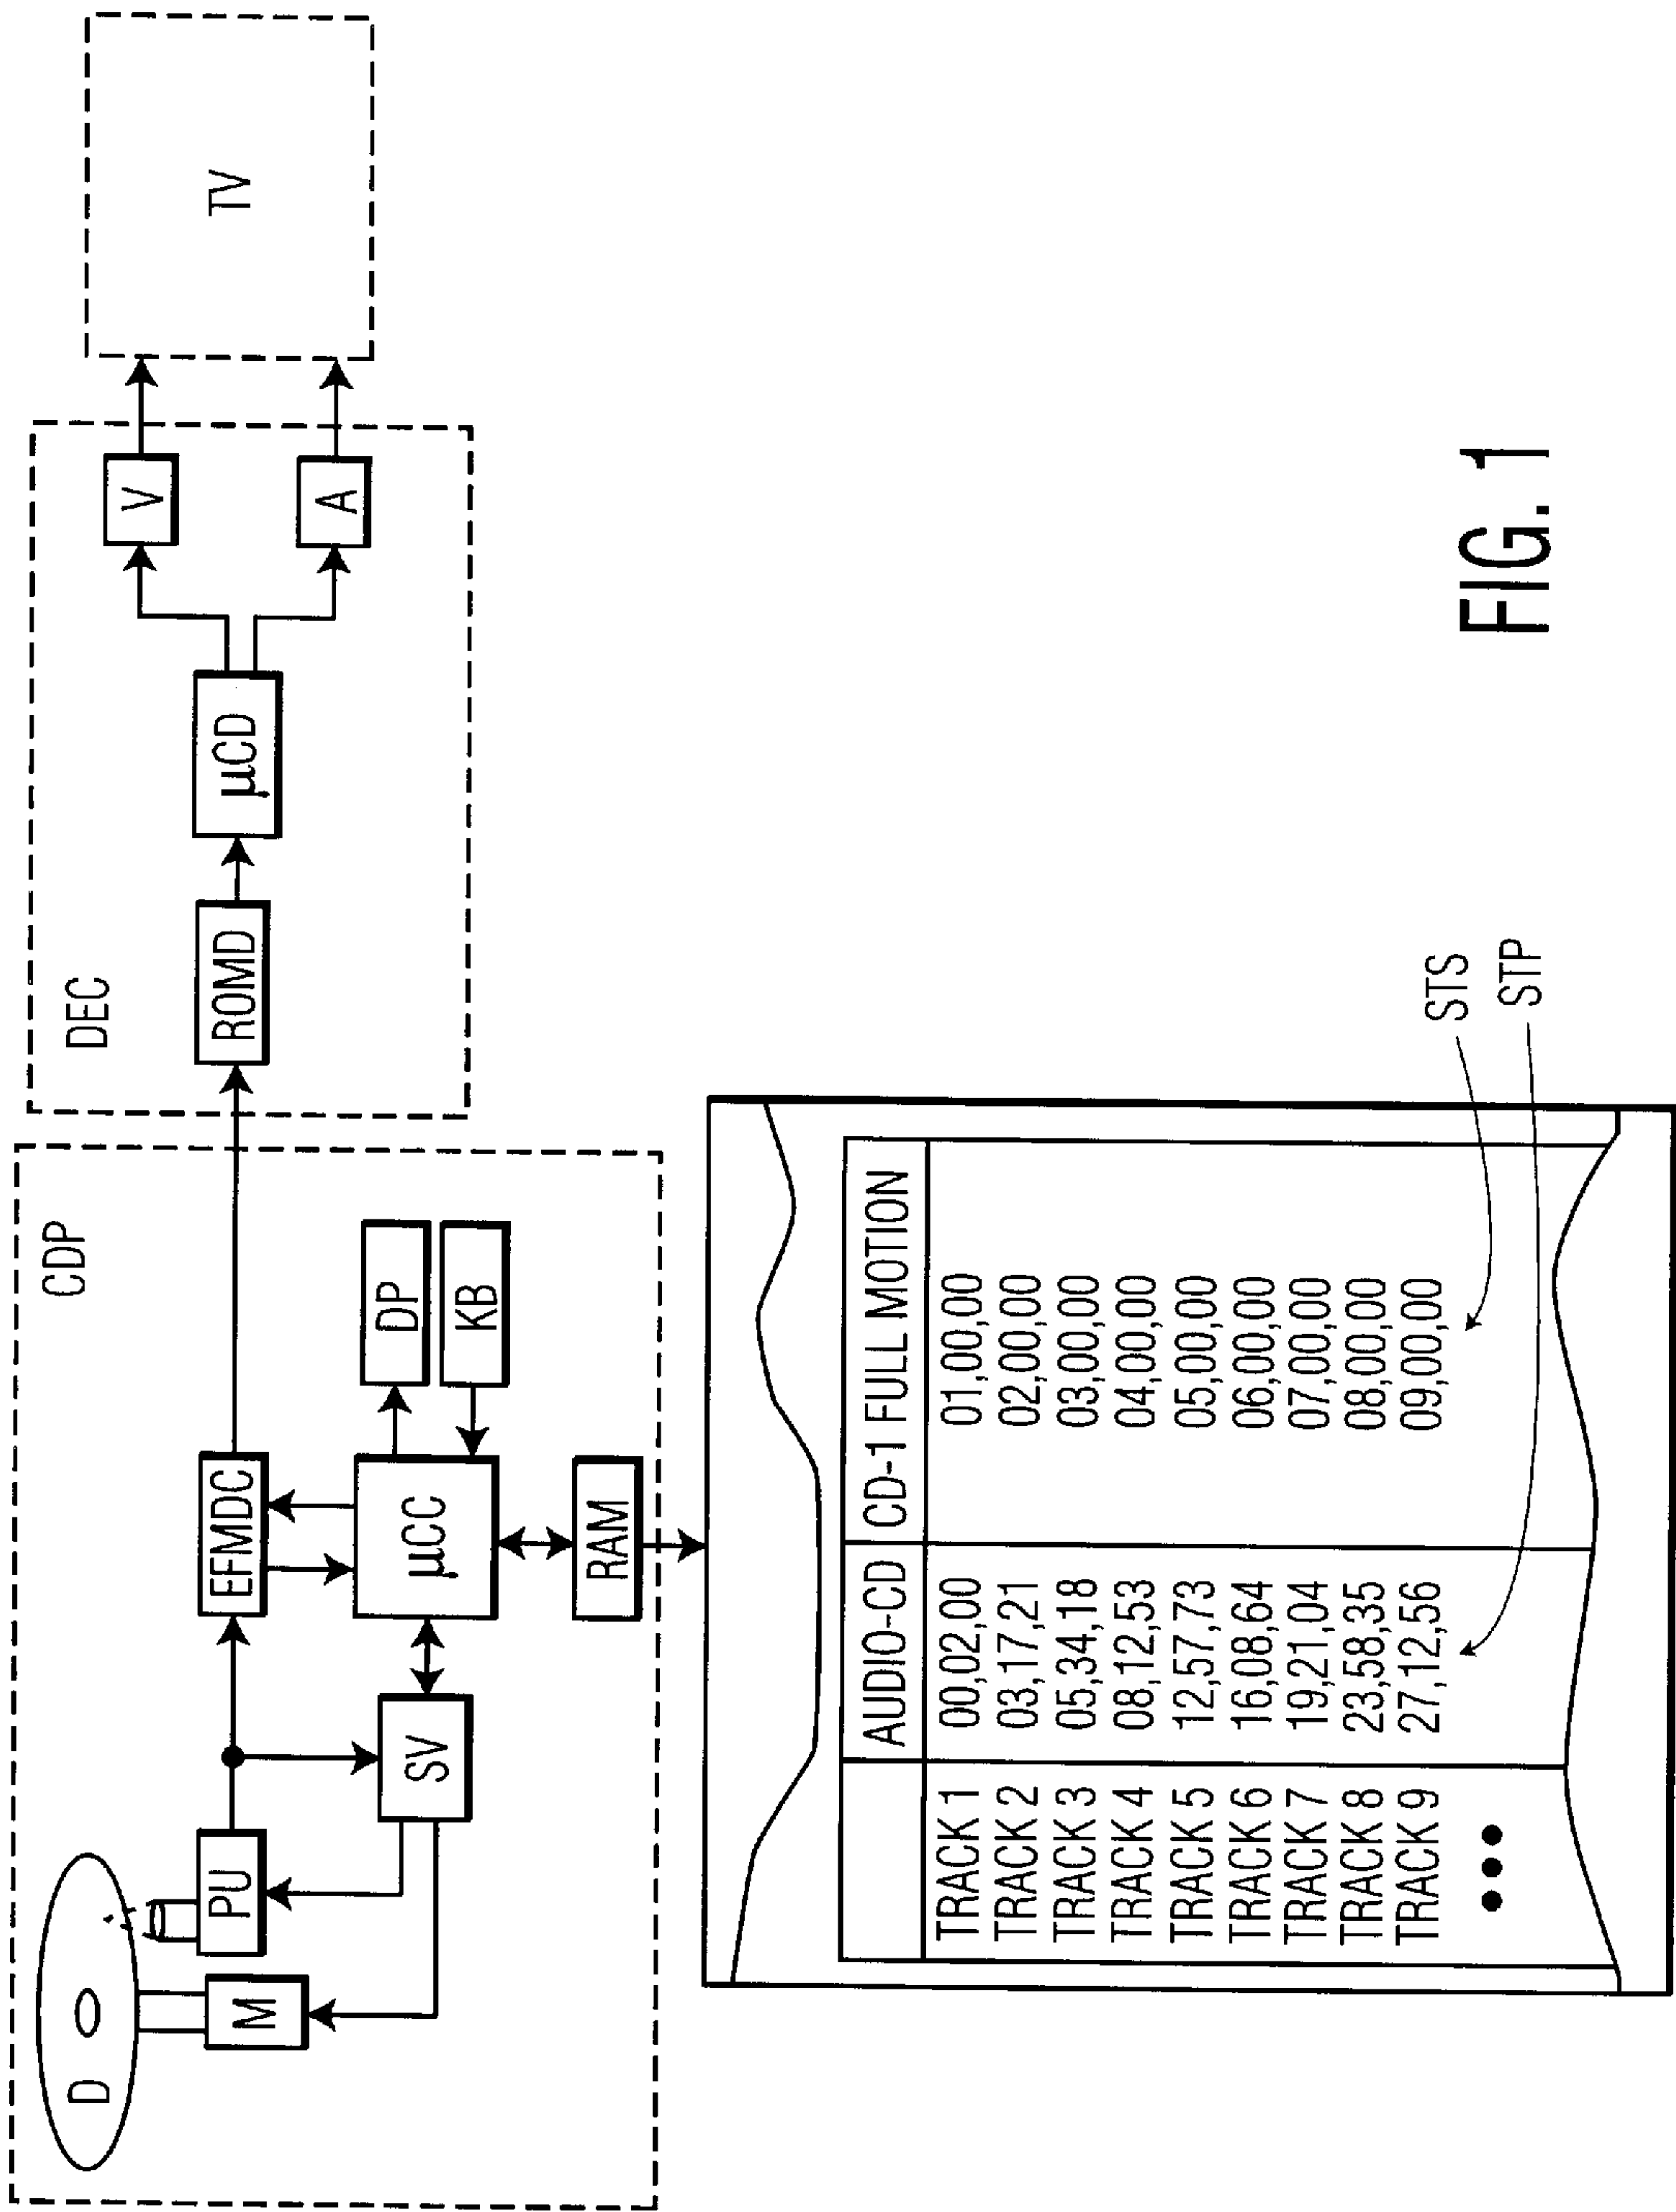 D
CDP
M
PU
SV
EFMDC
µCC
DP
KB
RAM
DEC
ROMD
µCD
V
A
TV
AUDIO-CD CD-1 FULL MOTION
TRACK 1 00,02,00 01,00,00
TRACK 2 03,17,21 02,00,00
TRACK 3 05,34,18 03,00,00
TRACK 4 08,12,53 04,00,00
TRACK 5 12,57,73 05,00,00
TRACK 6 16,08,64 06,00,00
TRACK 7 19,21,04 07,00,00
TRACK 8 23,58,35 08,00,00
TRACK 9 27,12,56 09,00,00
STS
STP
FIG. 1